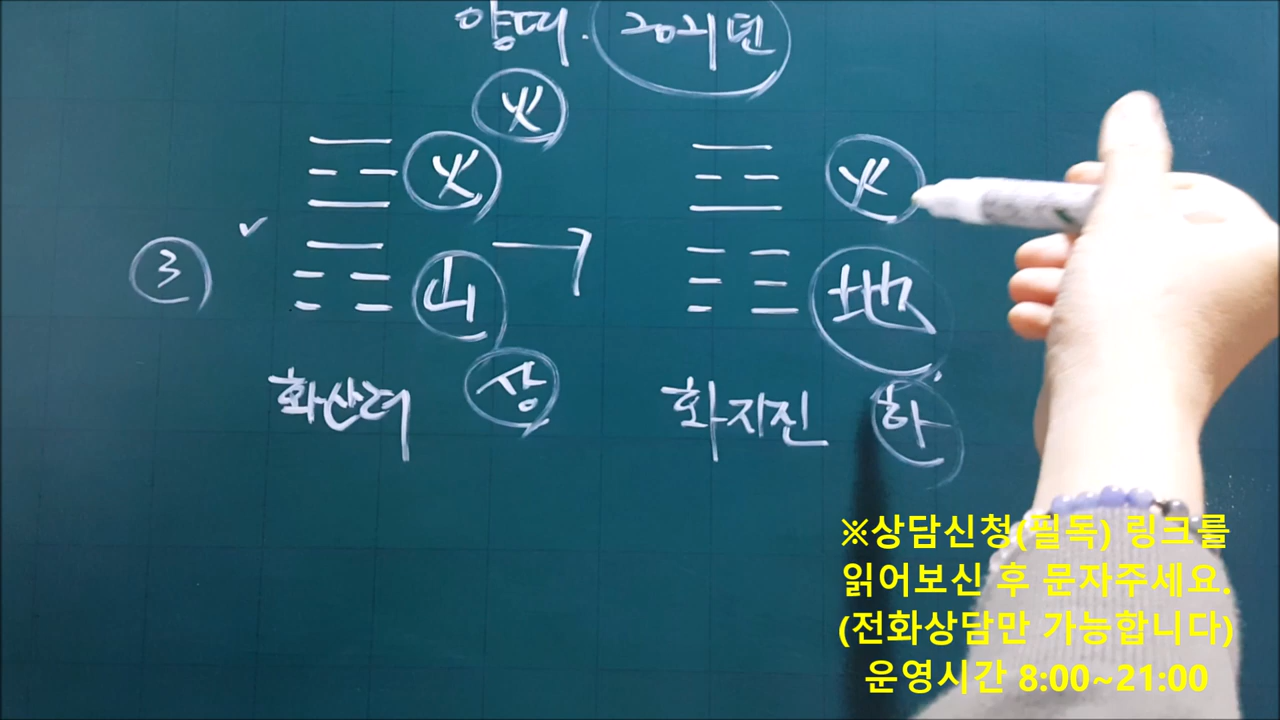 양띠. 2021년
火
火
火
3
山
地
화산려
상
화지진
하
※상담신청(필독) 링크를
읽어보신 후 문자주세요.
(전화상담만 가능합니다)
운영시간 8:00~21:00